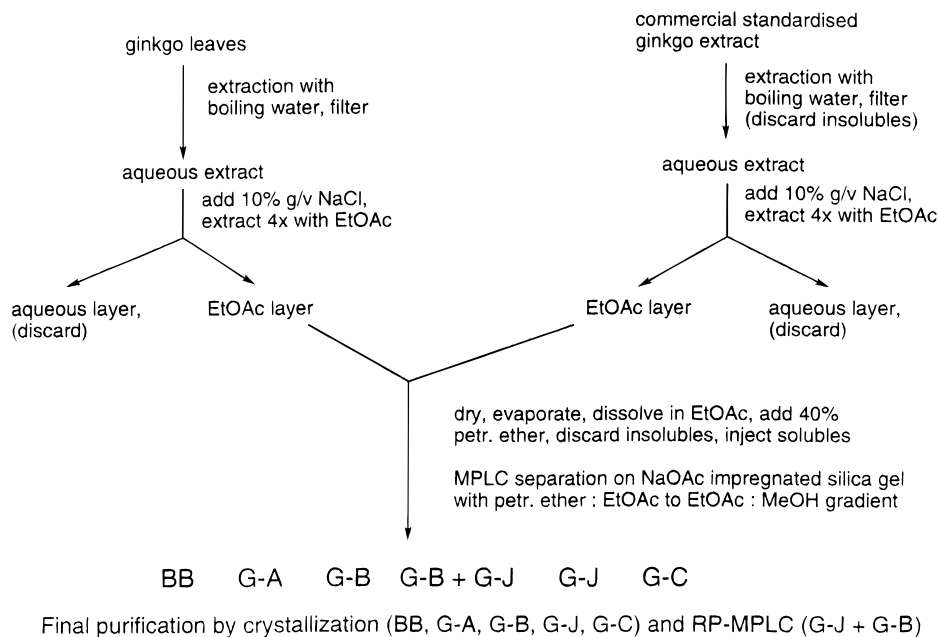 ginkgo leaves
extraction with
boiling water, filter
aqueous extract
add 10% g/v NaCl,
extract 4x with EtOAc
aqueous layer,
(discard)
EtOAc layer
commercial standardised
ginkgo extract
extraction with
boiling water, filter
(discard insolubles)
aqueous extract
add 10% g/v NaCl,
extract 4x with EtOAc
EtOAc layer
aqueous layer,
(discard)
dry, evaporate, dissolve in EtOAc, add 40%
petr. ether, discard insolubles, inject solubles
MPLC separation on NaOAc impregnated silica gel
with petr. ether : EtOAc to EtOAc : MeOH gradient
BB G-A G-B G-B + G-J G-J G-C
Final purification by crystallization (BB, G-A, G-B, G-J, G-C) and RP-MPLC (G-J + G-B)